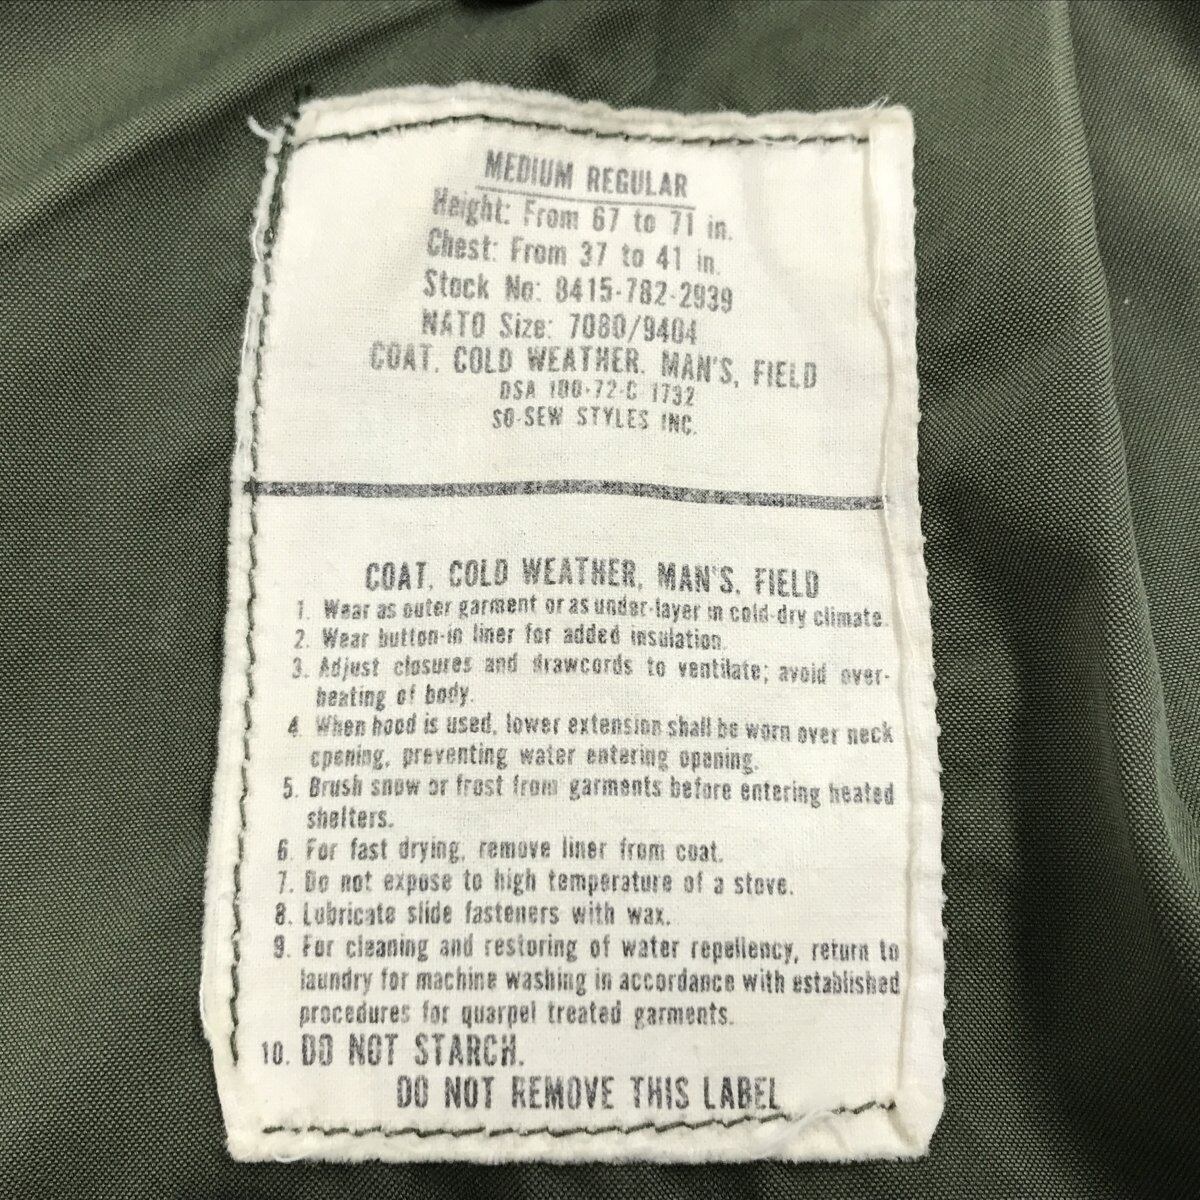 MEDIUM REGULAR
Height: From 67 to 71 in.
Chest: From 37 to 41 in.
Stock No: 8415-782-2939
NATO Size: 7080/9404
COAT, COLD WEATHER, MAN'S, FIELD
DSA 100-72-C 1732
SO-SEW STYLES INC.
COAT, COLD WEATHER, MAN'S, FIELD
1. Wear as outer garment or as under-layer in cold-dry climate.
2. Wear button-in liner for added insulation.
3. Adjust closures and drawcords to ventilate; avoid over-
heating of body.
4. When hood is used, lower extension shall be worn over neck
opening, preventing water entering opening.
5. Brush snow or frost from garments before entering heated
shelters.
6. For fast drying, remove liner from coat.
7. Do not expose to high temperature of a stove.
8. Lubricate slide fasteners with wax.
9. For cleaning and restoring of water repellency, return to
laundry for machine washing in accordance with established
procedures for quarpel treated garments.
10. DO NOT STARCH.
DO NOT REMOVE THIS LABEL